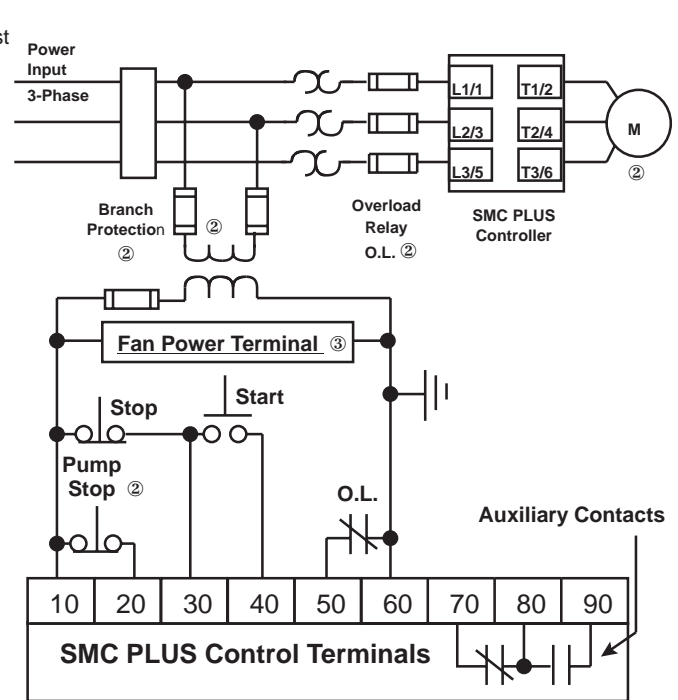 st
Power
Input
3-Phase
L1/1
T1/2
L2/3
T2/4
M
L3/5
T3/6
②
Branch
Protection
②
②
Overload
Relay
O.L. ②
SMC PLUS
Controller
Fan Power Terminal ③
Stop
Start
Pump
Stop ②
O.L.
Auxiliary Contacts
10 20 30 40 50 60 70 80 90
SMC PLUS Control Terminals